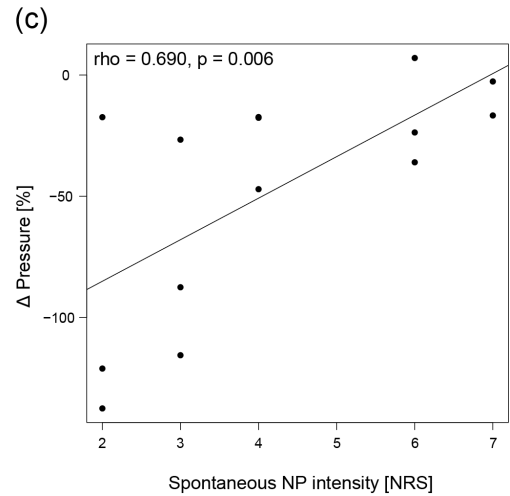 (c)
rho = 0.690, p = 0.006
0
−50
−100
Δ Pressure [%]
2 3 4 5 6 7
Spontaneous NP intensity [NRS]